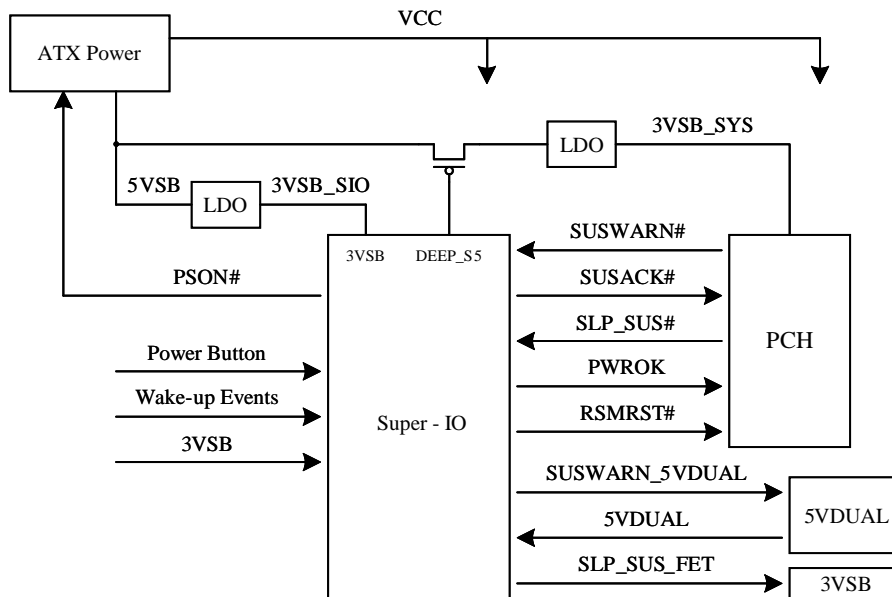 VCC
ATX Power
3VSB_SYS
LDO
5VSB
3VSB_SIO
LDO
3VSB
DEEP_S5
PSON#
SUSWARN#
SUSACK#
SLP_SUS#
PCH
Power Button
PWROK
Wake-up Events
RSMRST#
Super - IO
3VSB
SUSWARN_5VDUAL
5VDUAL
5VDUAL
SLP_SUS_FET
3VSB